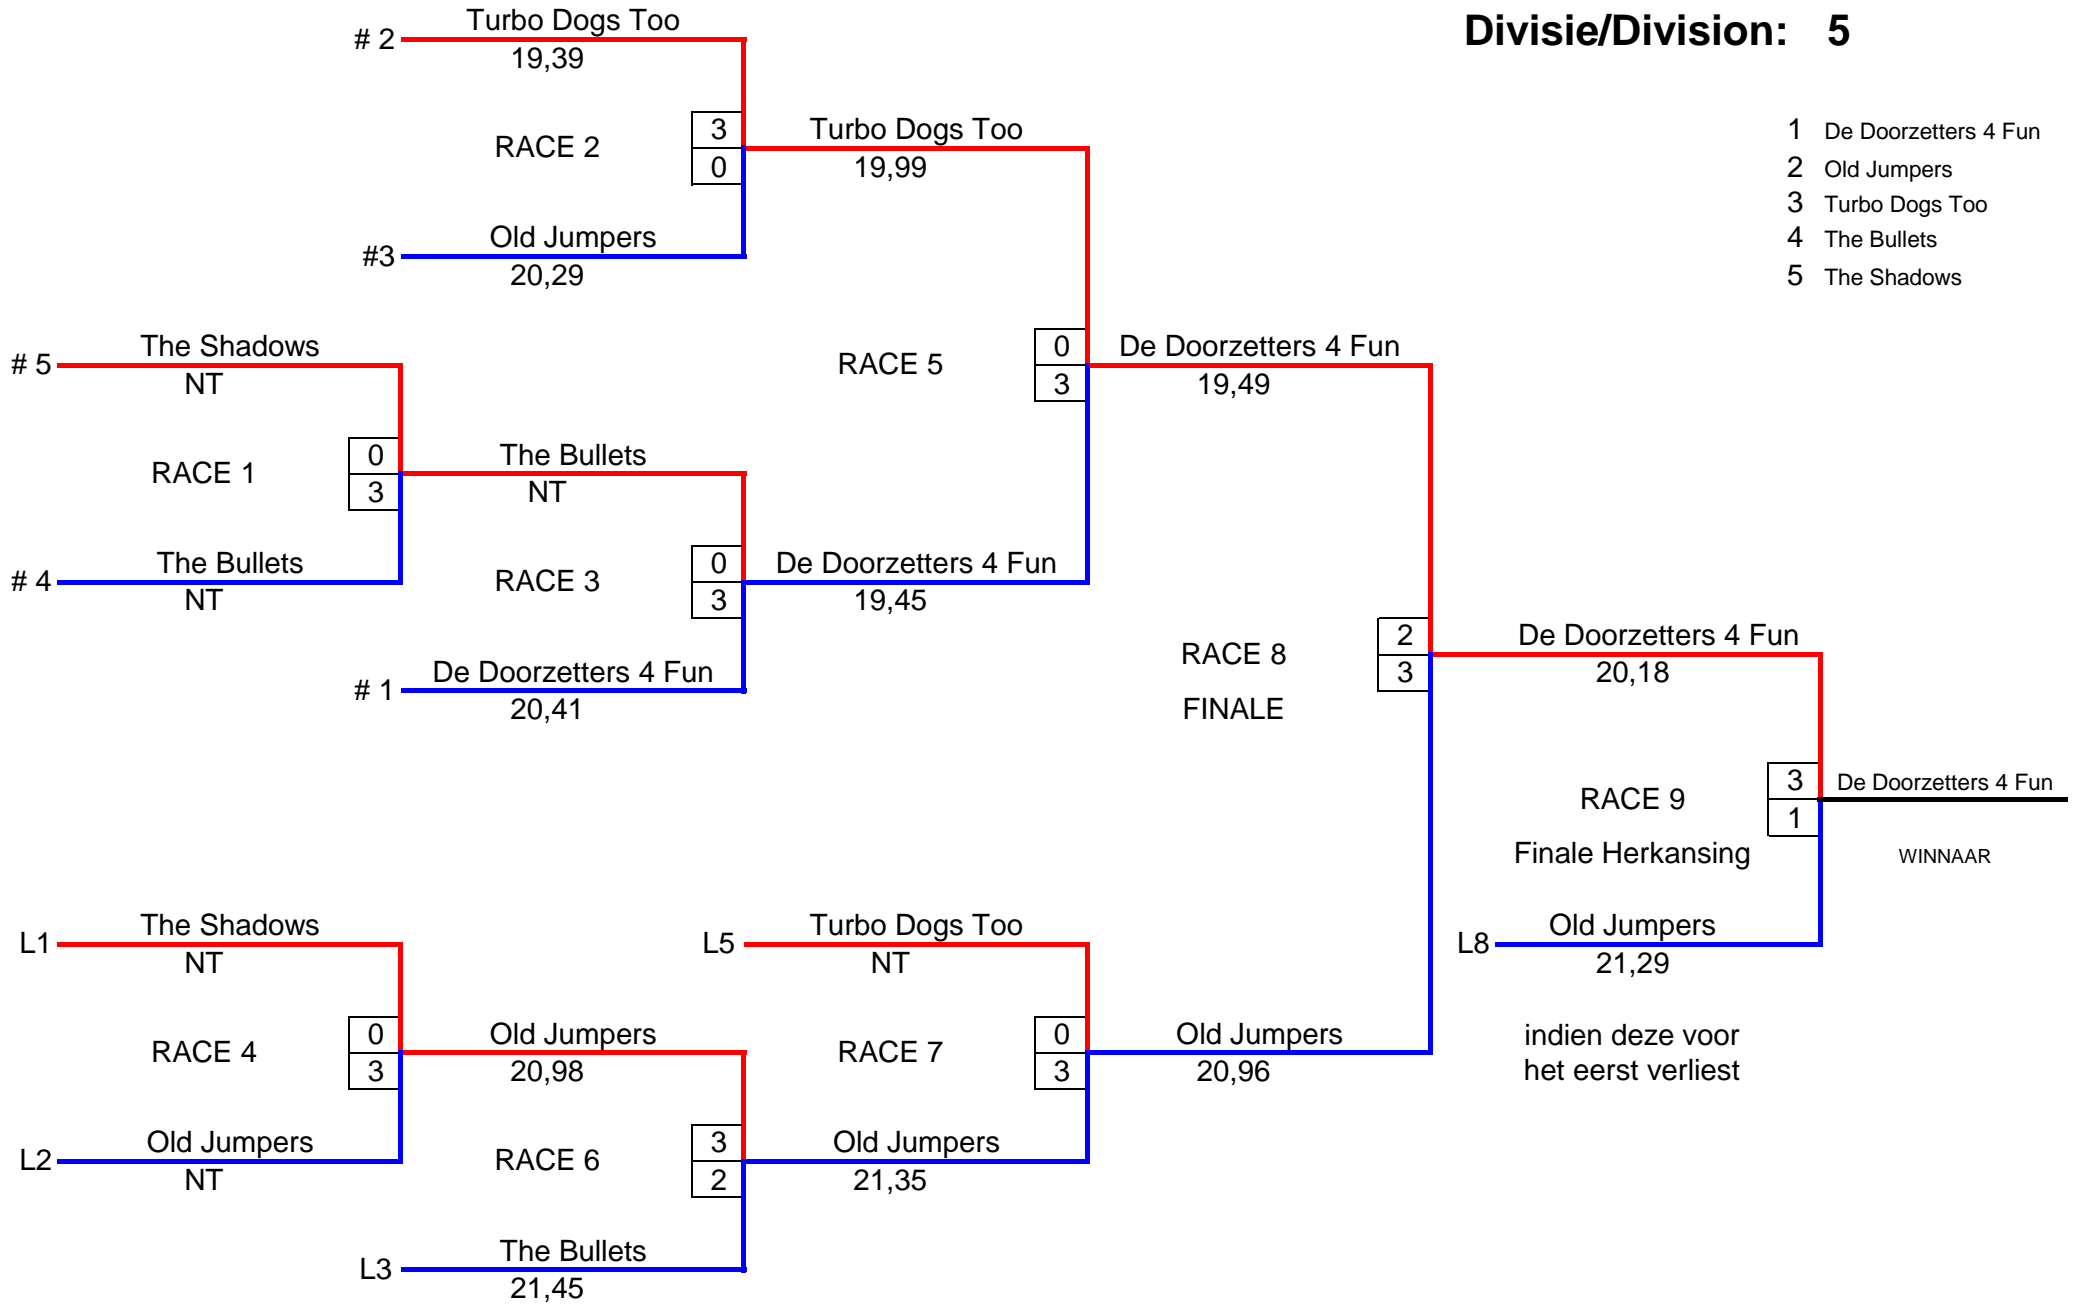 Divisie/Division: 5
1 De Doorzetters 4 Fun
2 Old Jumpers
3 Turbo Dogs Too
4 The Bullets
5 The Shadows
# 2 Turbo Dogs Too
19,39
RACE 2
3
0
#3 Old Jumpers
20,29
Turbo Dogs Too
19,99
# 5 The Shadows
NT
RACE 1
0
3
# 4 The Bullets
NT
The Bullets
NT
RACE 3
0
3
# 1 De Doorzetters 4 Fun
20,41
De Doorzetters 4 Fun
19,45
RACE 5
0
3
De Doorzetters 4 Fun
19,49
RACE 8
FINALE
2
3
De Doorzetters 4 Fun
20,18
RACE 9
Finale Herkansing
3
1
De Doorzetters 4 Fun
WINNAAR
L8 Old Jumpers
21,29
indien deze voor
het eerst verliest
L1 The Shadows
NT
RACE 4
0
3
L2 Old Jumpers
NT
Old Jumpers
20,98
RACE 6
3
2
L3 The Bullets
21,45
L5 Turbo Dogs Too
NT
RACE 7
0
3
Old Jumpers
21,35
Old Jumpers
20,96